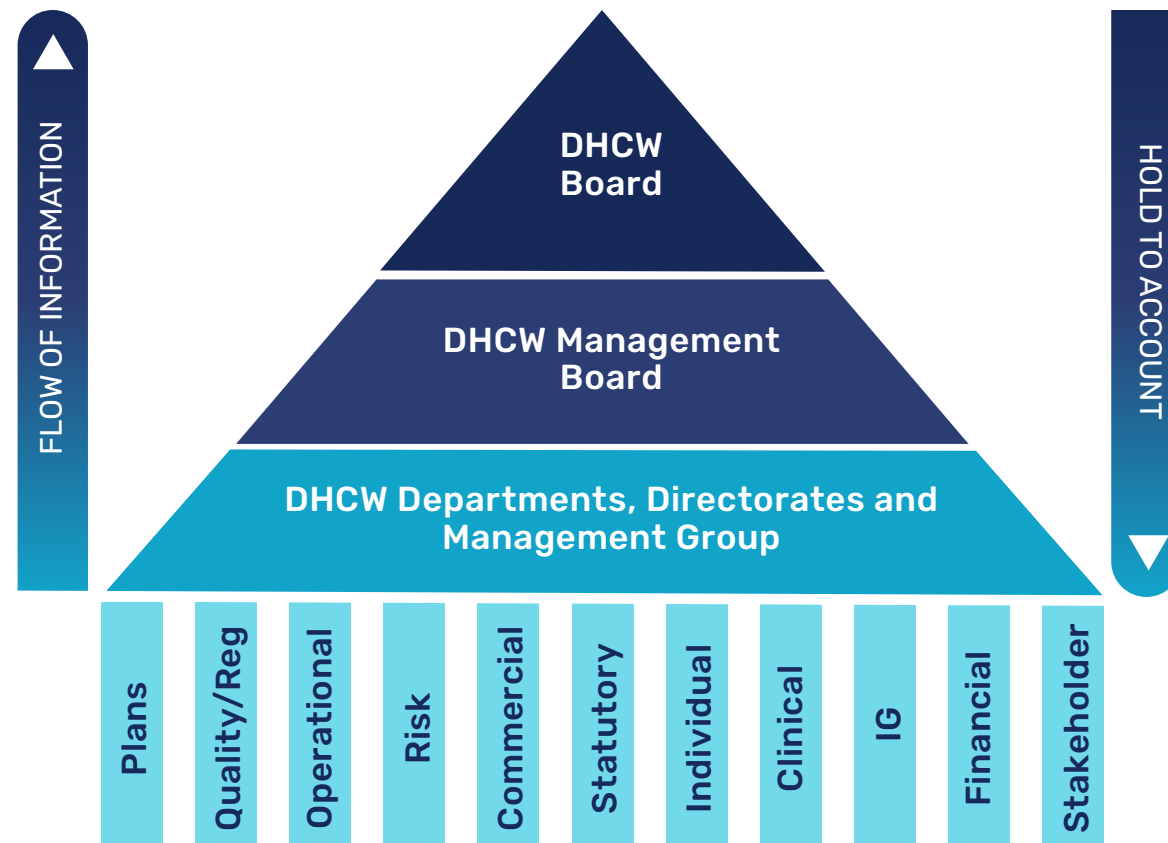 FLOW OF INFORMATION
HOLD TO ACCOUNT
DHCW
Board
DHCW Management
Board
DHCW Departments, Directorates and
Management Group
Plans
Quality/Reg
Operational
Risk
Commercial
Statutory
Individual
Clinical
IG
Financial
Stakeholder